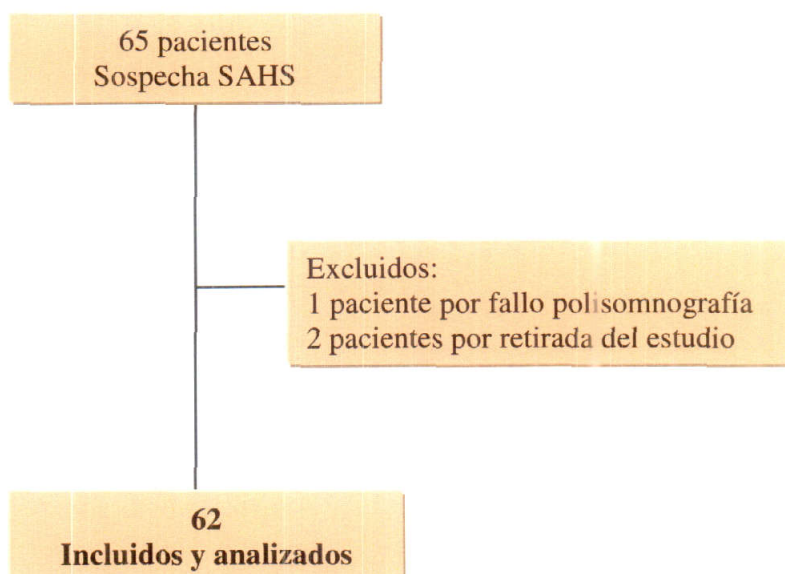 65 pacientes
Sospecha SAHS
Excluidos:
1 paciente por fallo polisomnografía
2 pacientes por retirada del estudio
62
Incluidos y analizados